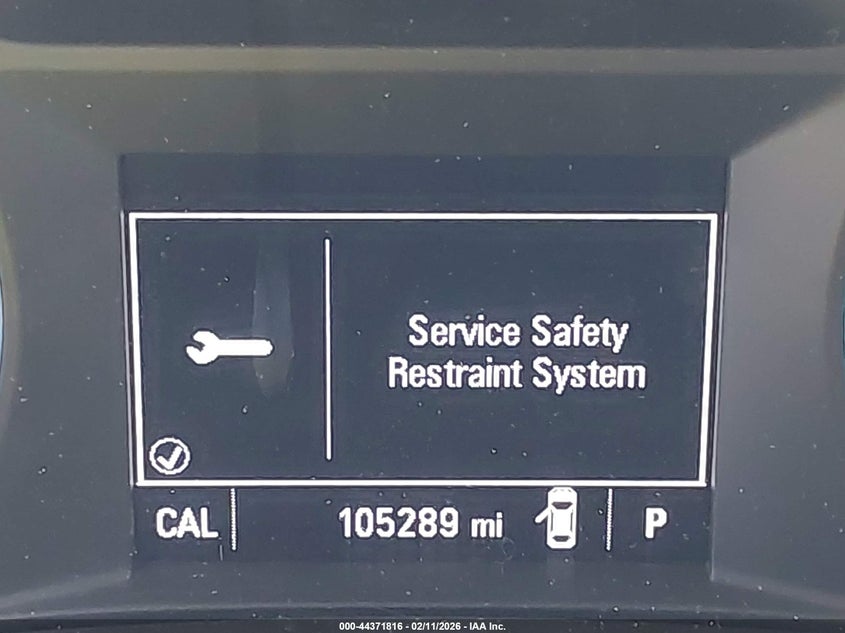 Service Safety
Restraint System
CAL
105289 mi
P
000-44371816 - 02/11/2026 - IAA Inc.